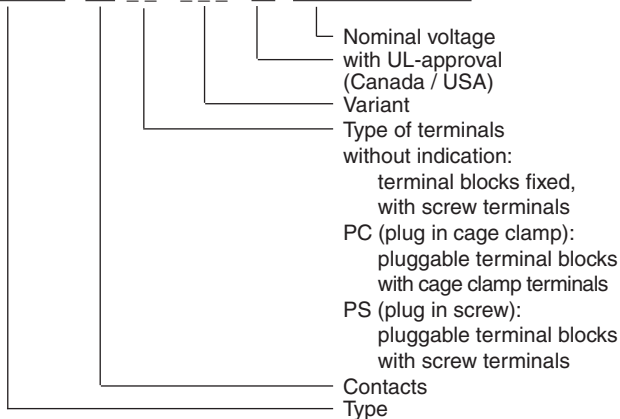 Nominal voltage
with UL-approval
(Canada / USA)
Variant
Type of terminals
without indication:
terminal blocks fixed,
with screw terminals
PC (plug in cage clamp):
pluggable terminal blocks
with cage clamp terminals
PS (plug in screw):
pluggable terminal blocks
with screw terminals
Contacts
Type